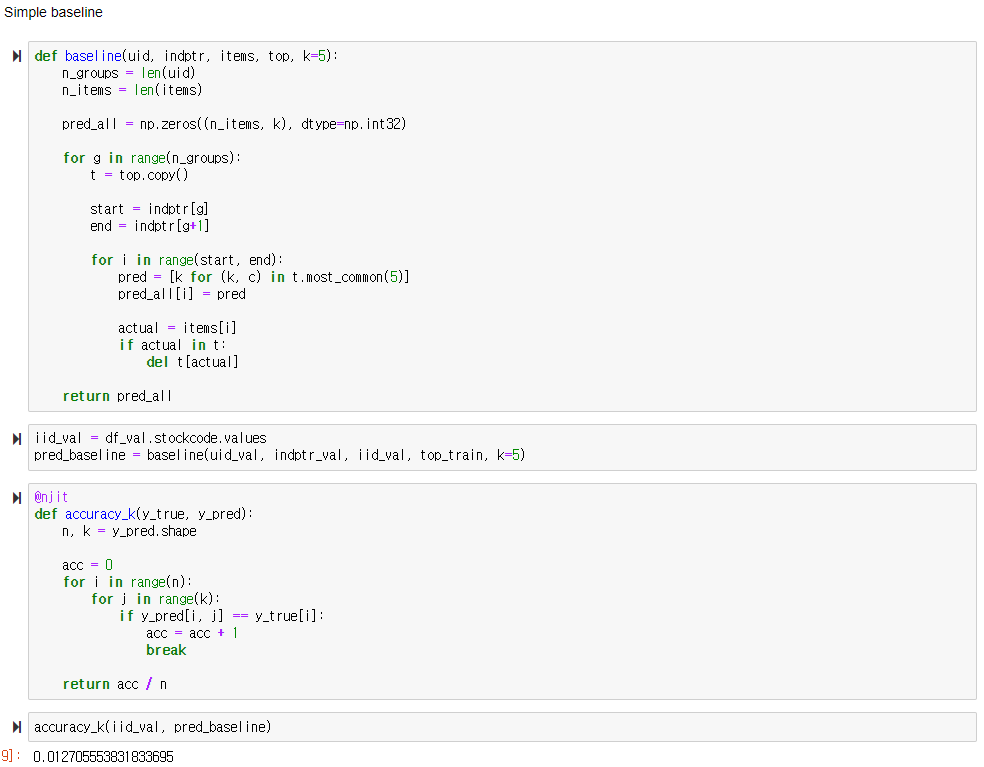 Simple baseline
def baseline(uid, indptr, items, top, k=5):
    n_groups = len(uid)
    n_items = len(items)
    pred_all = np.zeros((n_items, k), dtype=np.int32)
    for g in range(n_groups):
        t = top.copy()
        start = indptr[g]
        end = indptr[g+1]
        for i in range(start, end):
            pred = [k for (k, c) in t.most_common(5)]
            pred_all[i] = pred
            actual = items[i]
            if actual in t:
                del t[actual]
    return pred_all
iid_val = df_val.stockcode.values
pred_baseline = baseline(uid_val, indptr_val, iid_val, top_train, k=5)
@njit
def accuracy_k(y_true, y_pred):
    n, k = y_pred.shape
    acc = 0
    for i in range(n):
        for j in range(k):
            if y_pred[i, j] == y_true[i]:
                acc = acc + 1
                break
    return acc / n
accuracy_k(iid_val, pred_baseline)
9]: 0.012705553831833695